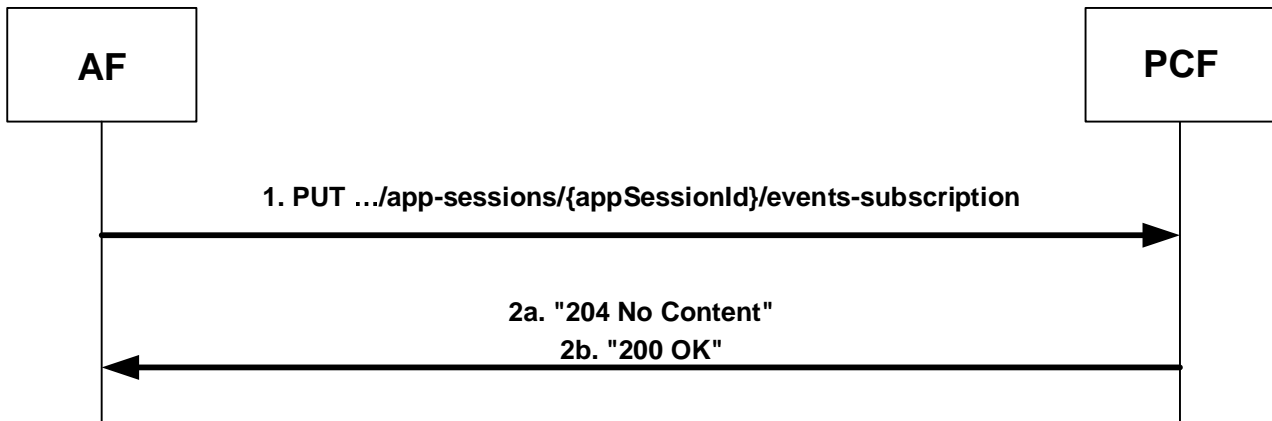 AF
PCF
1. PUT …/app-sessions/{appSessionId}/events-subscription
2a. "204 No Content"
2b. "200 OK"